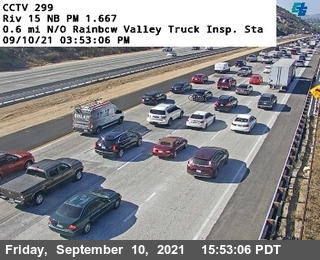 CCTV 299
Riv 15 NB PM 1.667
0.6 mi N/O Rainbow Valley Truck Insp. Sta
09/10/21 03:53:06 PM
Friday, September 10, 2021 15:53:06 PDT